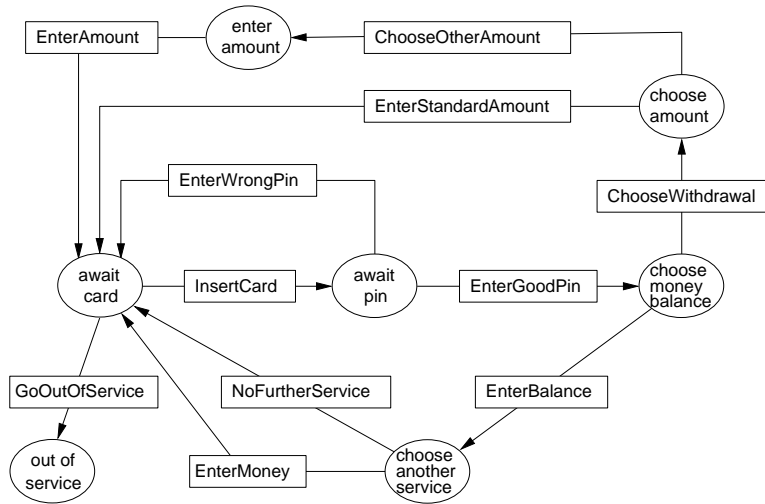 EnterAmount
enter
amount
ChooseOtherAmount
EnterStandardAmount
choose
amount
EnterWrongPin
ChooseWithdrawal
await
card
InsertCard
await
pin
EnterGoodPin
choose
money
balance
GoOutOfService
NoFurtherService
EnterBalance
out of
service
EnterMoney
choose
another
service